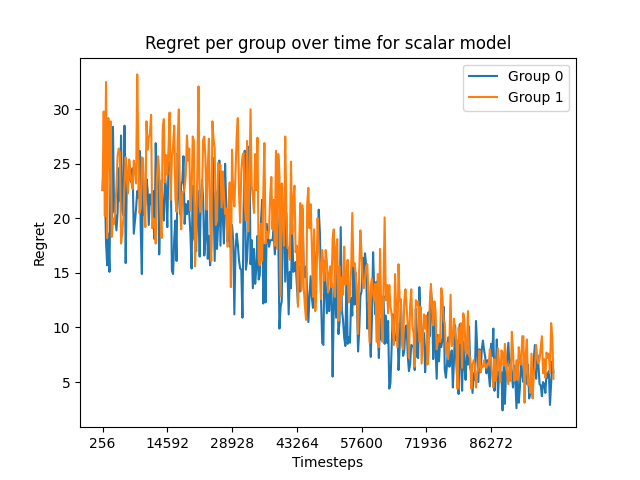 Regret per group over time for scalar model
Group 0
Group 1
Regret
30
25
20
15
10
5
256
14592
28928
43264
57600
71936
86272
Timesteps